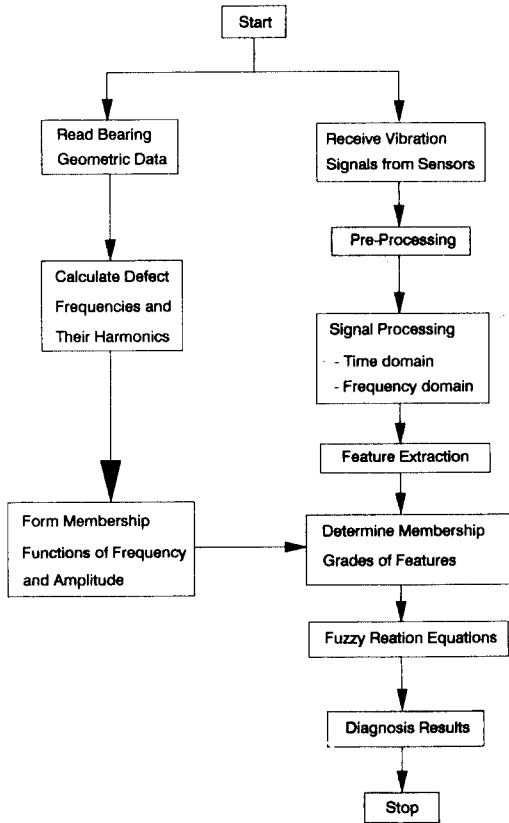 Start
Read Bearing
Geometric Data
Calculate Defect
Frequencies and
Their Harmonics
Form Membership
Functions of Frequency
and Amplitude
Receive Vibration
Signals from Sensors
Pre-Processing
Signal Processing
- Time domain
- Frequency domain
Feature Extraction
Determine Membership
Grades of Features
Fuzzy Reation Equations
Diagnosis Results
Stop